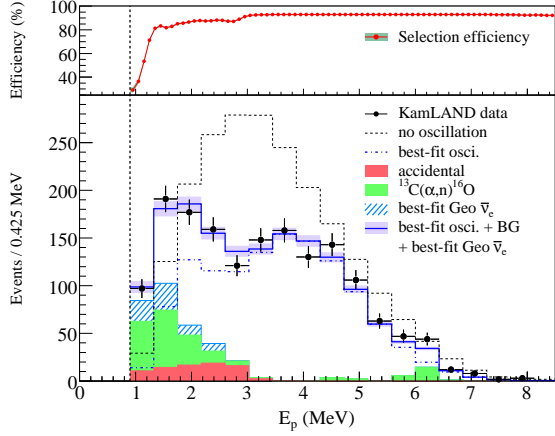 Efficiency (%)
100
80
60
40
Selection efficiency
Events / 0.425 MeV
250
200
150
100
50
0
KamLAND data
no oscillation
best-fit osci.
accidental
¹³C(α,n)¹⁶O
best-fit Geo ν̅ₑ
best-fit osci. + BG
+ best-fit Geo ν̅ₑ
0 1 2 3 4 5 6 7 8
Eₚ (MeV)